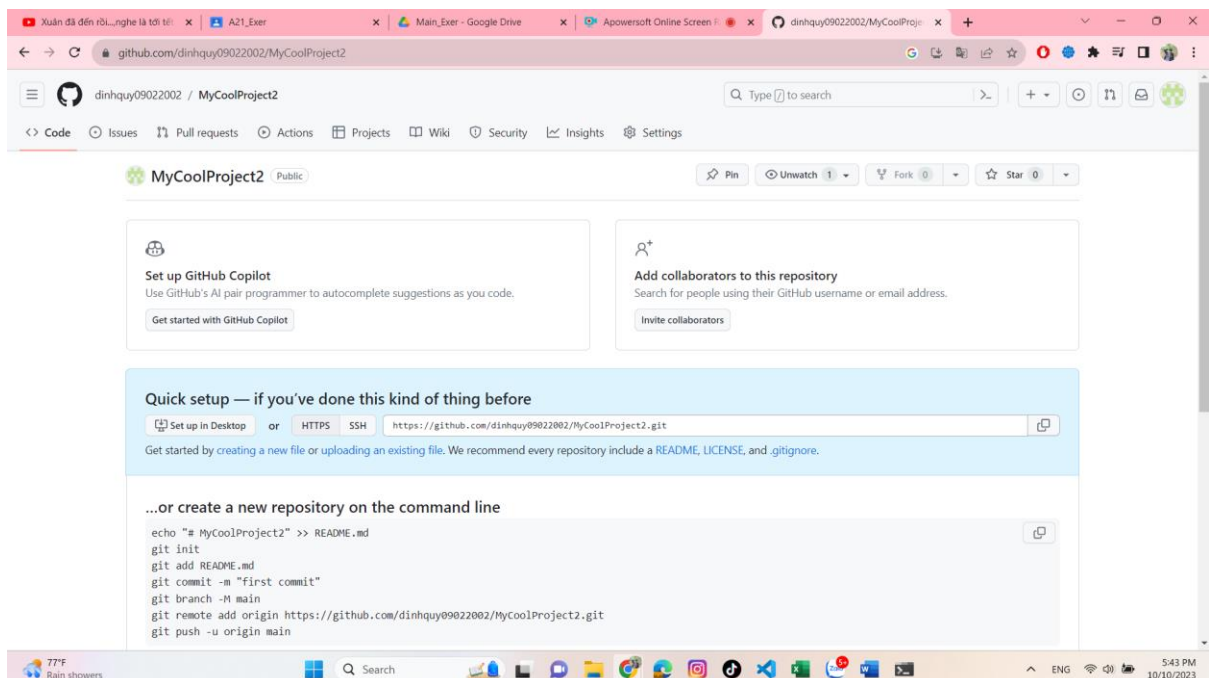 Xuân đã đến rồi...,nghe là tới tết
A21_Exer
Main_Exer - Google Drive
Apowersoft Online Screen R
dinhquy09022002/MyCoolProje
github.com/dinhquy09022002/MyCoolProject2
dinhquy09022002 / MyCoolProject2
Type / to search
Code Issues Pull requests Actions Projects Wiki Security Insights Settings
MyCoolProject2 Public
Pin Unwatch 1 Fork 0 Star 0
Set up GitHub Copilot
Use GitHub's AI pair programmer to autocomplete suggestions as you code.
Get started with GitHub Copilot
Add collaborators to this repository
Search for people using their GitHub username or email address.
Invite collaborators
Quick setup — if you've done this kind of thing before
Set up in Desktop or HTTPS SSH https://github.com/dinhquy09022002/MyCoolProject2.git
Get started by creating a new file or uploading an existing file. We recommend every repository include a README, LICENSE, and .gitignore.
...or create a new repository on the command line
echo "# MyCoolProject2" >> README.md
git init
git add README.md
git commit -m "first commit"
git branch -M main
git remote add origin https://github.com/dinhquy09022002/MyCoolProject2.git
git push -u origin main
77°F
Rain showers
Search
5+
Zalo
ENG
5:43 PM
10/10/2023